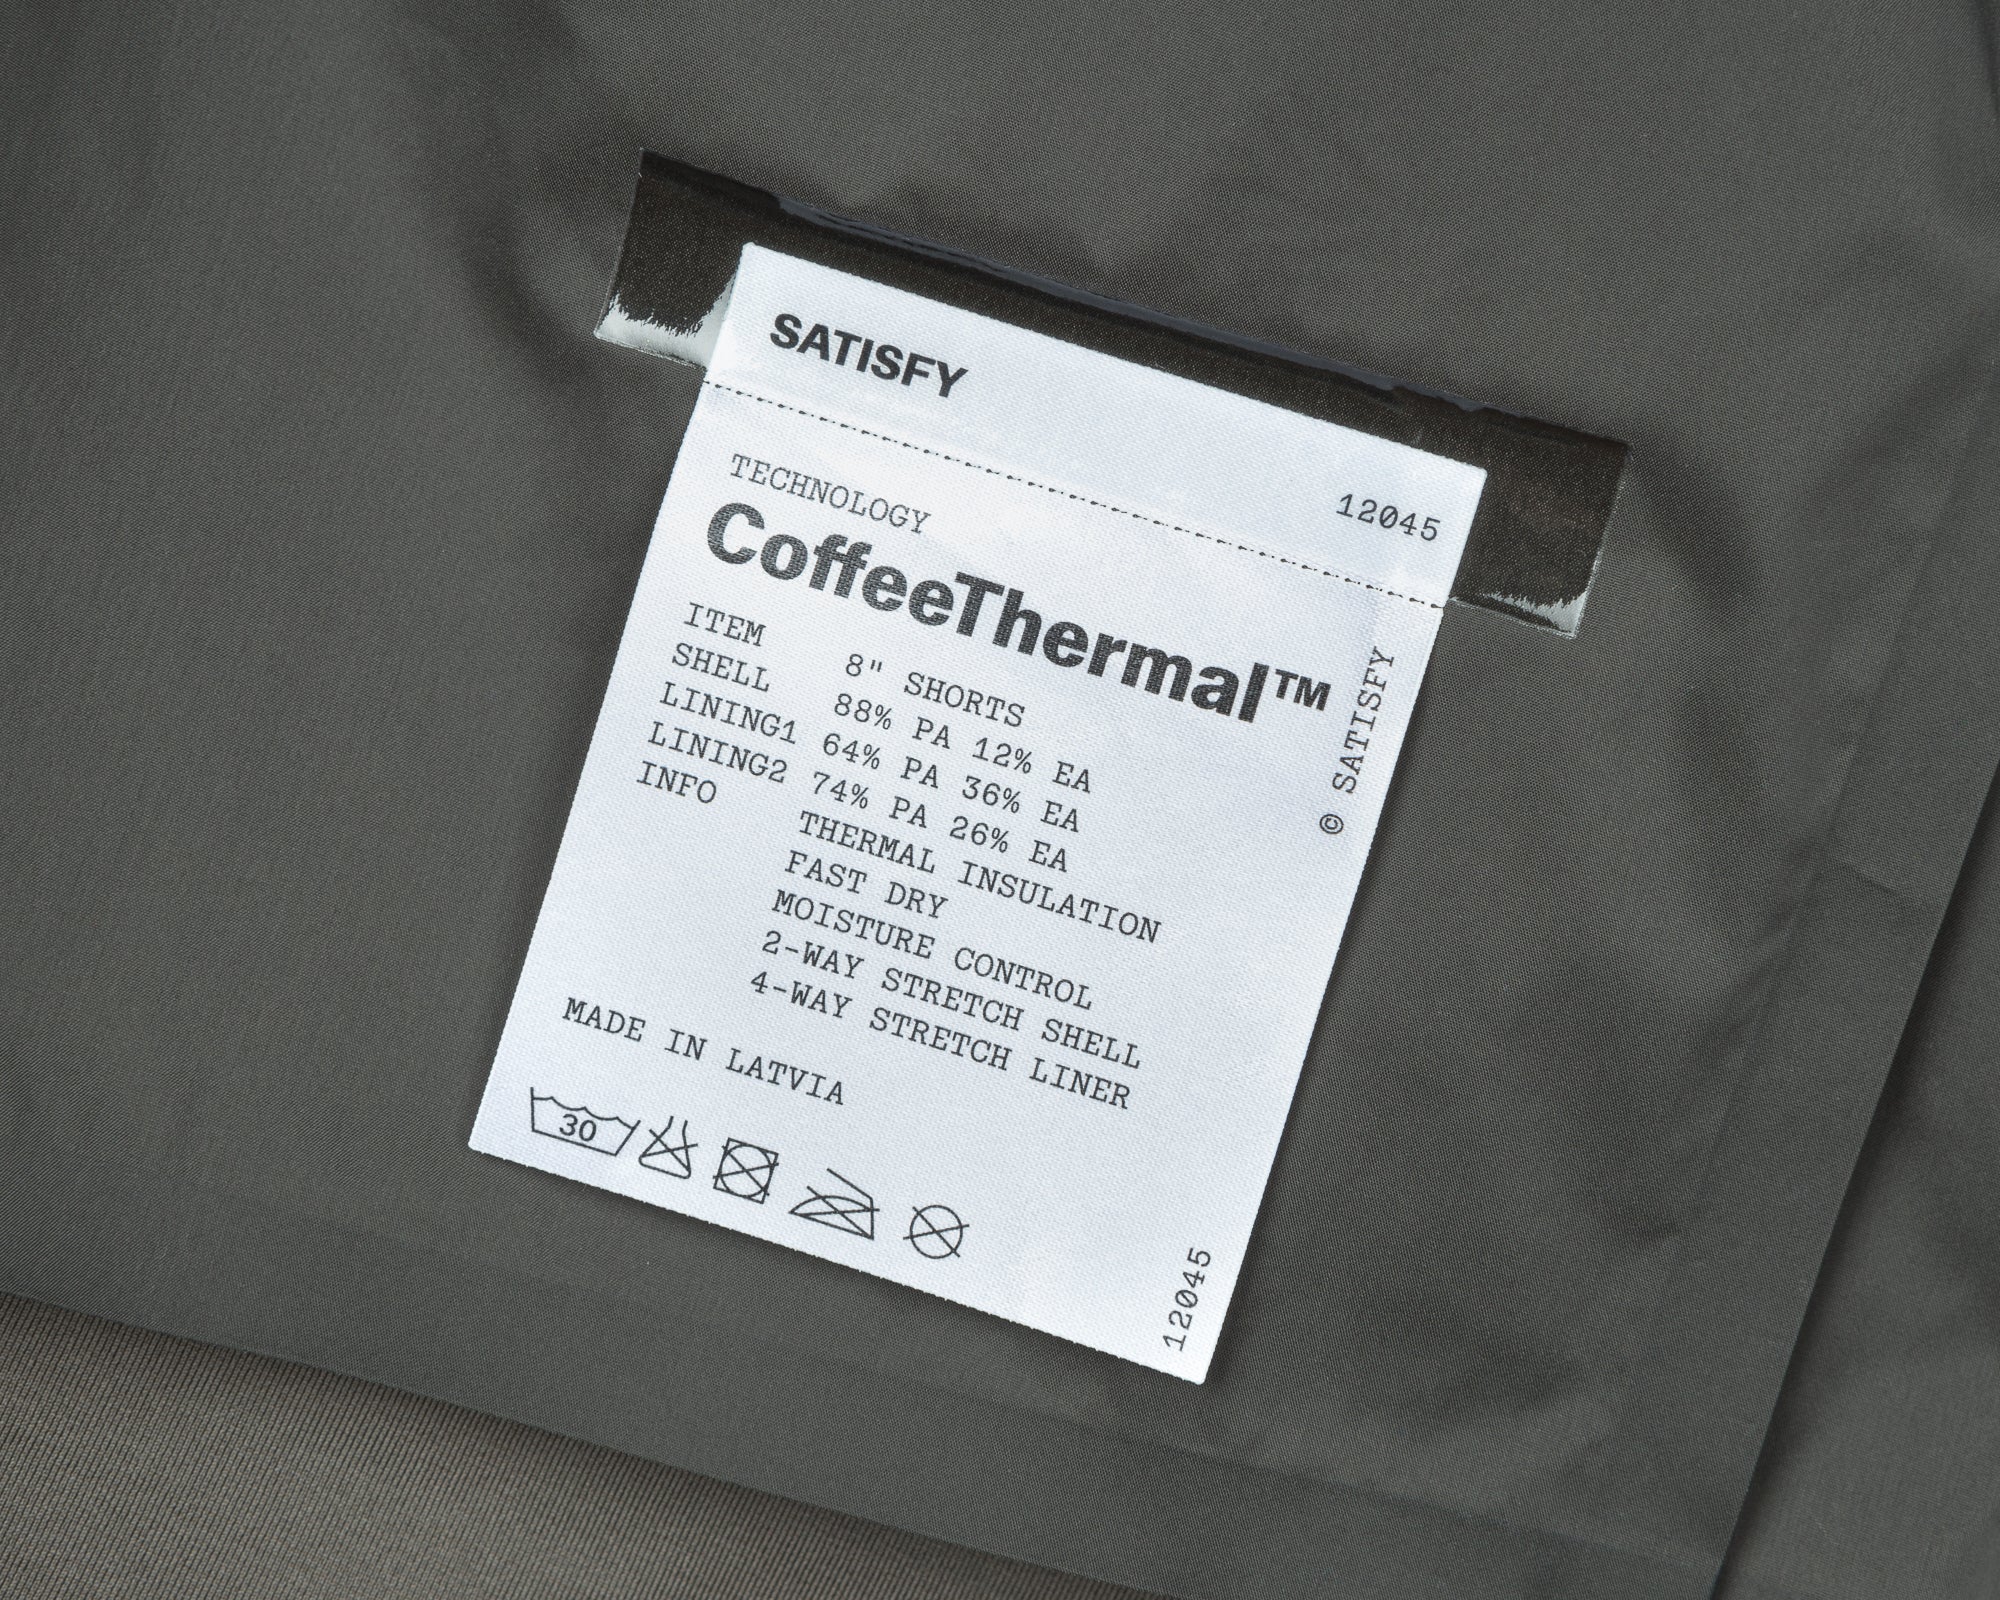 SATISFY
12045
TECHNOLOGY
CoffeeThermal™
ITEM 8" SHORTS
SHELL 88% PA 12% EA
LINING1 64% PA 36% EA
LINING2 74% PA 26% EA
INFO THERMAL INSULATION
FAST DRY
MOISTURE CONTROL
2-WAY STRETCH SHELL
4-WAY STRETCH LINER
MADE IN LATVIA
30
© SATISFY
12045